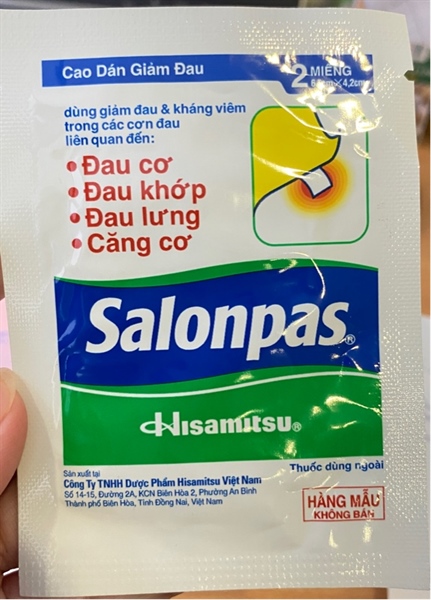 Cao Dán Giảm Đau
2 MIẾNG
dùng giảm đau & kháng viêm
trong các cơn đau
liên quan đến:
• Đau cơ
• Đau khớp
• Đau lưng
• Căng cơ
Salonpas®
Hisamitsu®
Thuốc dùng ngoài
Sản xuất tại
Công Ty TNHH Dược Phẩm Hisamitsu Việt Nam
Số 14-15, Đường 2A, KCN Biên Hòa 2, Phường An Bình
Thành phố Biên Hòa, Tỉnh Đồng Nai, Việt Nam
HÀNG MẪU
KHÔNG BÁN